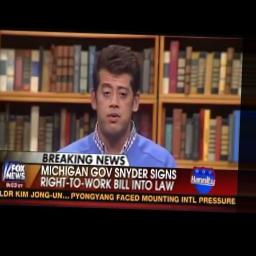 BREAKING NEWS
MICHIGAN GOV SNYDER SIGNS
RIGHT-TO-WORK BILL INTO LAW
FOX
NEWS
Hannity
LDR KIM JONG-UN... PYONGYANG FACED MOUNTING INTL PRESSURE